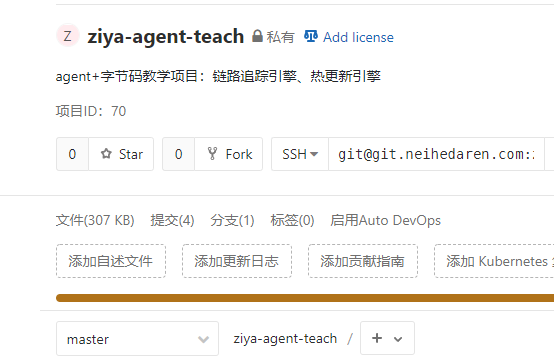 Z ziya-agent-teach 私有 Add license
agent+字节码教学项目：链路追踪引擎、热更新引擎
项目ID：70
0 Star 0 Fork SSH git@git.neihedaren.com:
文件(307 KB) 提交(4) 分支(1) 标签(0) 启用Auto DevOps
添加自述文件 添加更新日志 添加贡献指南 添加 Kubernetes
master ziya-agent-teach / +